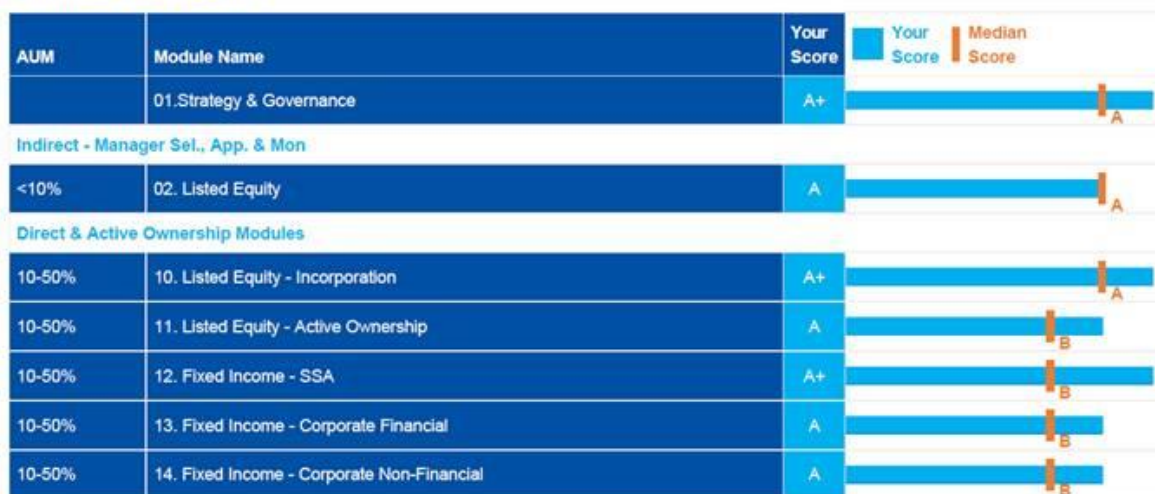 AUM Module Name Your Score Your Score Median Score
01.Strategy & Governance A+ A
Indirect - Manager Sel., App. & Mon
<10% 02. Listed Equity A A
Direct & Active Ownership Modules
10-50% 10. Listed Equity - Incorporation A+ A
10-50% 11. Listed Equity - Active Ownership A B
10-50% 12. Fixed Income - SSA A+ B
10-50% 13. Fixed Income - Corporate Financial A B
10-50% 14. Fixed Income - Corporate Non-Financial A B